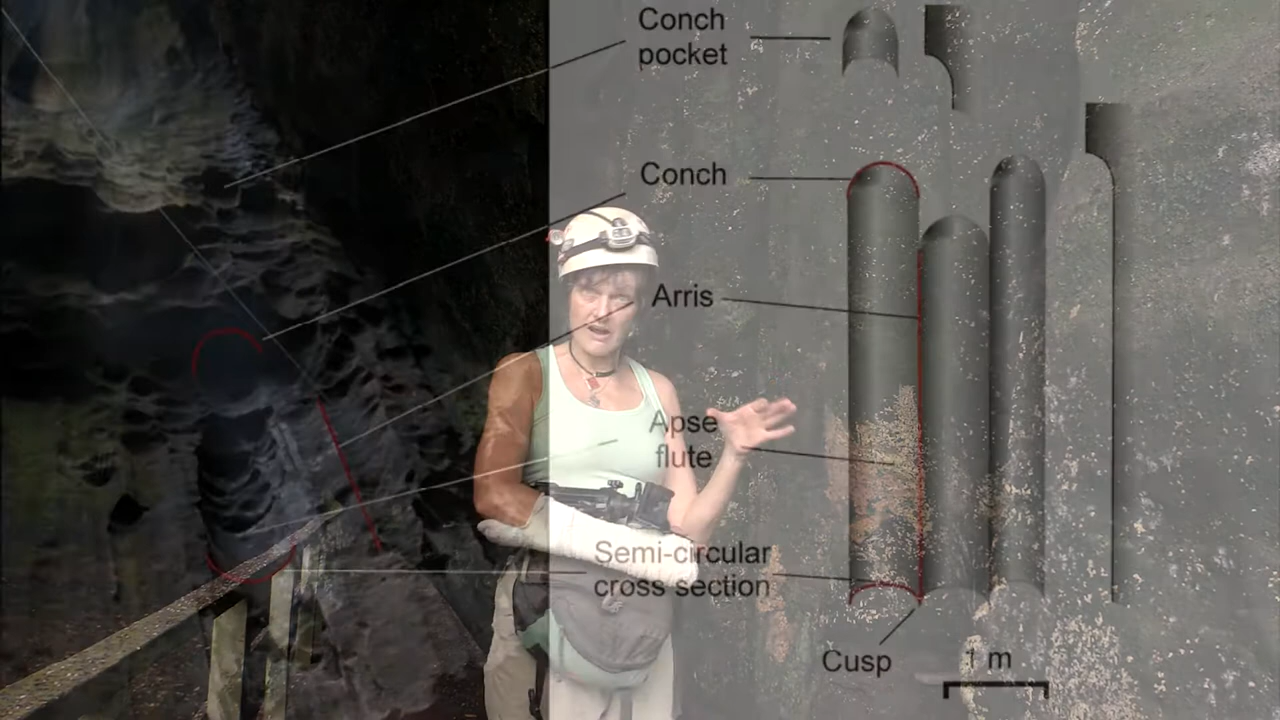 Conch
pocket
Conch
Arris
Apse
flute
Semi-circular
cross section
Cusp
1 m